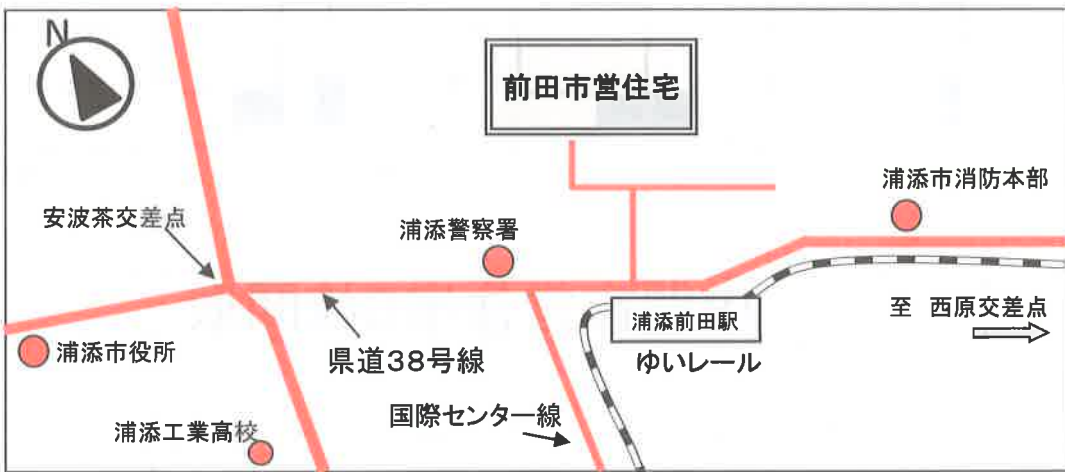 N
前田市営住宅
浦添市消防本部
安波茶交差点
浦添警察署
浦添前田駅
至 西原交差点
浦添市役所
県道38号線
ゆいレール
国際センター線
浦添工業高校